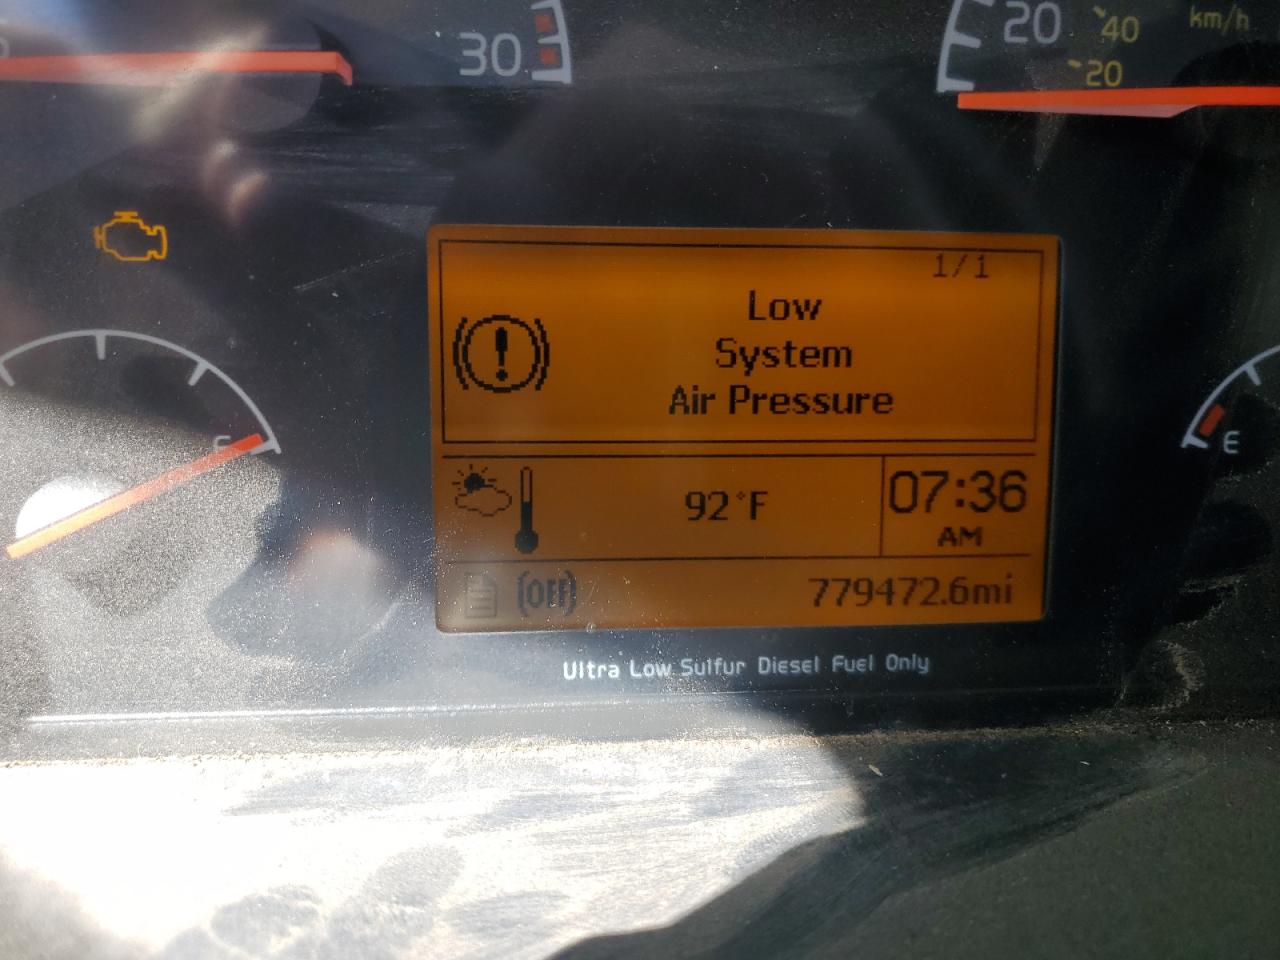 30
20
40
km/h
20
1/1
Low
System
Air Pressure
F
E
92°F
07:36
AM
(OFF)
779472.6mi
Ultra Low Sulfur Diesel Fuel Only